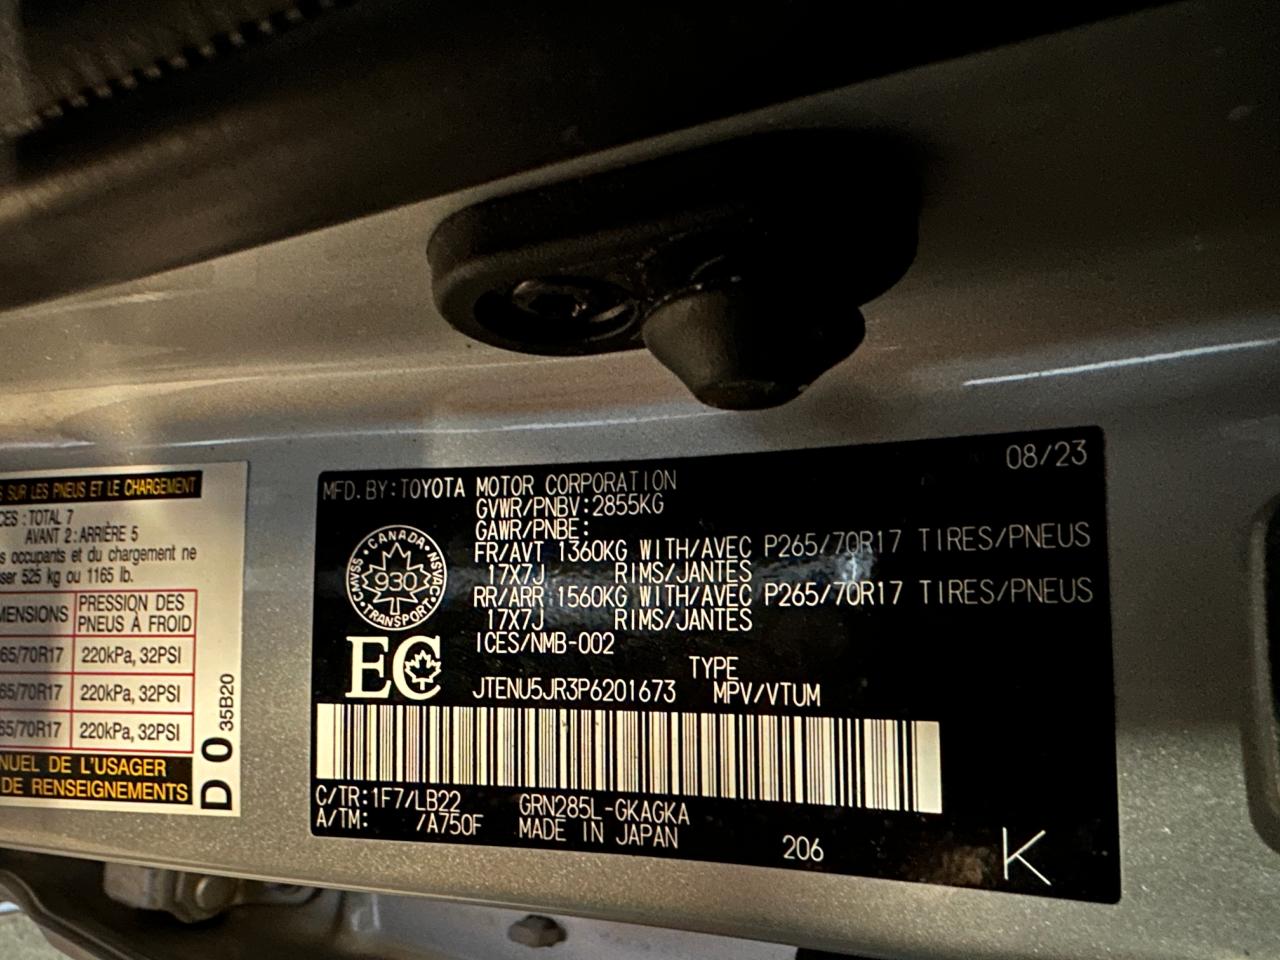 S SUR LES PNEUS ET LE CHARGEMENT
CES : TOTAL 7
AVANT 2: ARRIÈRE 5
s occupants et du chargement ne
ser 525 kg ou 1165 lb.
MENSIONS PRESSION DES
PNEUS À FROID
65/70R17 220kPa, 32PSI
65/70R17 220kPa, 32PSI
65/70R17 220kPa, 32PSI
NUEL DE L'USAGER
DE RENSEIGNEMENTS
D 0 35B20
08/23
MFD. BY: TOYOTA MOTOR CORPORATION
GVWR/PNBV: 2855KG
GAWR/PNBE:
FR/AVT 1360KG WITH/AVEC P265/70R17 TIRES/PNEUS
17X7J RIMS/JANTES
RR/ARR 1560KG WITH/AVEC P265/70R17 TIRES/PNEUS
17X7J RIMS/JANTES
ICES/NMB-002
CANADA
CMVSS 930 NSVAC
TRANSPORT
EC
TYPE
JTENU5JR3P6201673 MPV/VTUM
C/TR: 1F7/LB22 GRN285L-GKAGKA
A/TM: /A750F MADE IN JAPAN
206
K